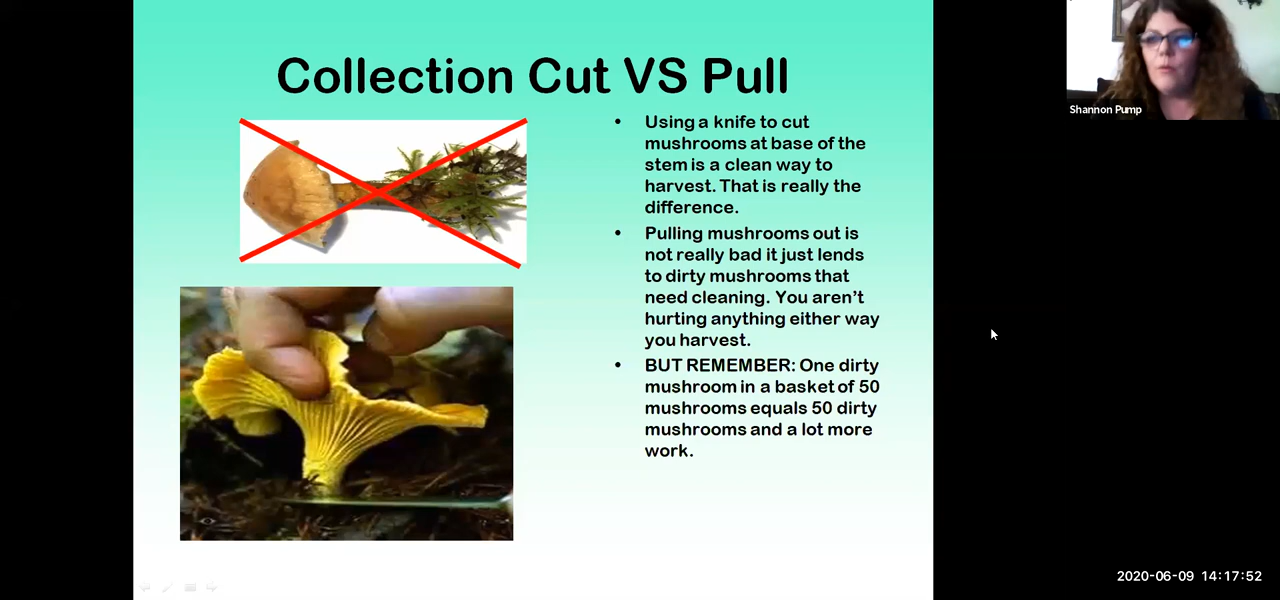 Collection Cut VS Pull
• Using a knife to cut
mushrooms at base of the
stem is a clean way to
harvest. That is really the
difference.
• Pulling mushrooms out is
not really bad it just lends
to dirty mushrooms that
need cleaning. You aren't
hurting anything either way
you harvest.
• BUT REMEMBER: One dirty
mushroom in a basket of 50
mushrooms equals 50 dirty
mushrooms and a lot more
work.
Shannon Pump
2020-06-09 14:17:52